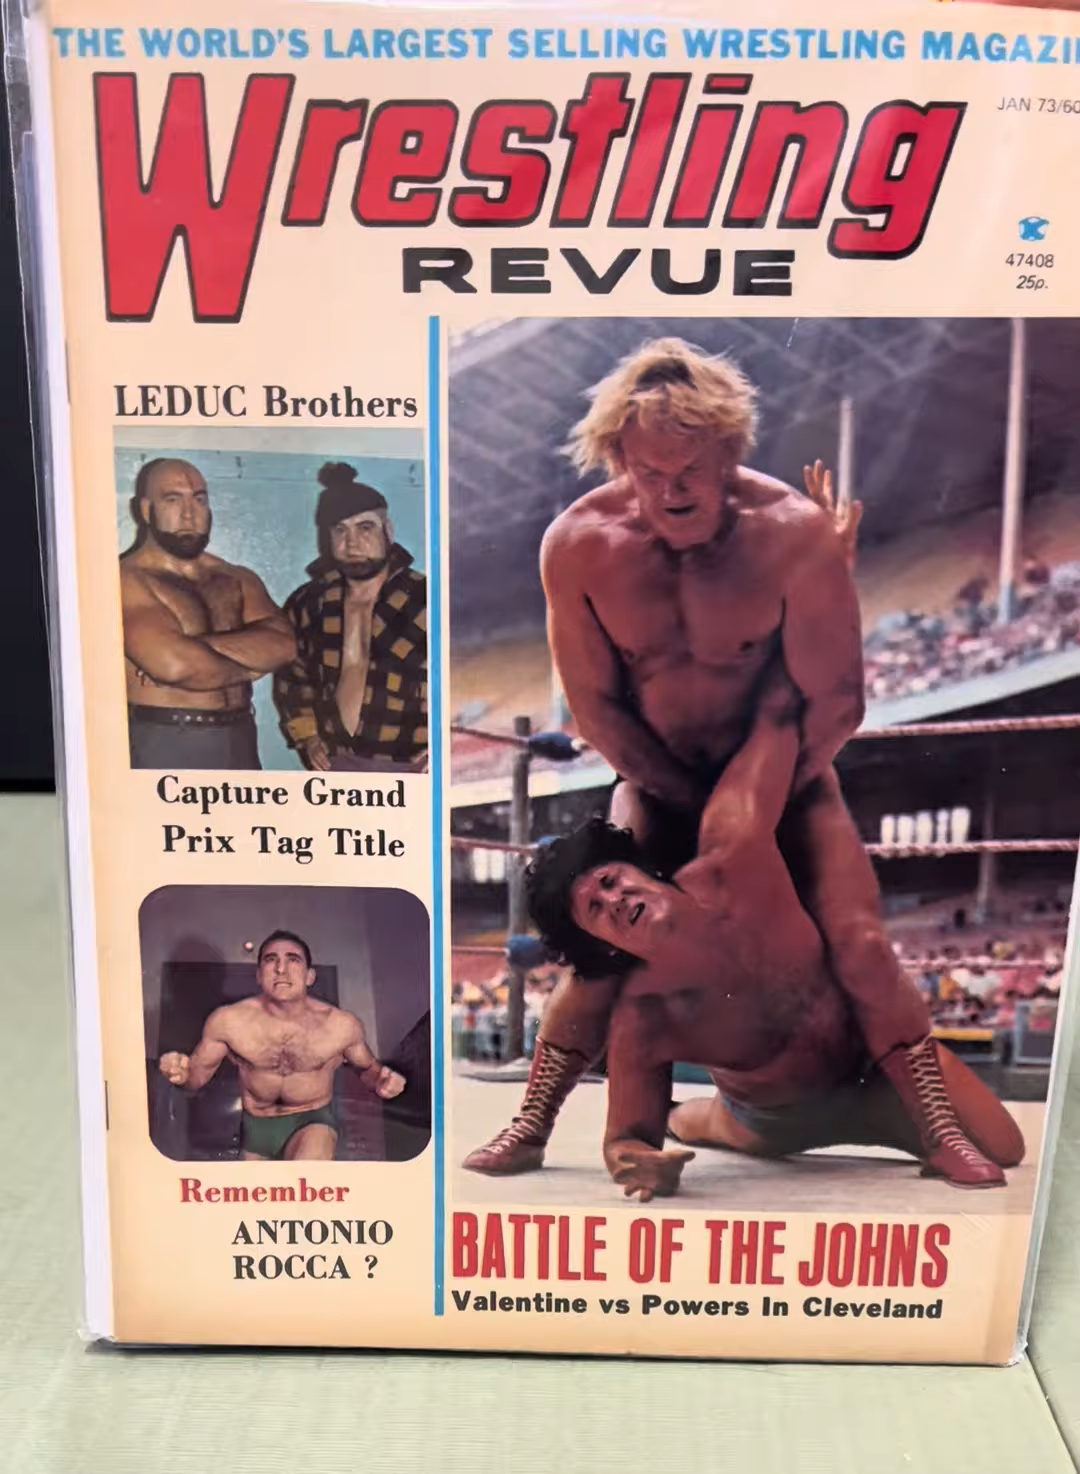 THE WORLD'S LARGEST SELLING WRESTLING
Wrestling
REVUE
JAN 73/60
47408
25p.
LEDUC Brothers
Capture Grand
Prix Tag Title
Remember
ANTONIO
ROCCA ?
BATTLE OF THE JOHNS
Valentine vs Powers In Cleveland